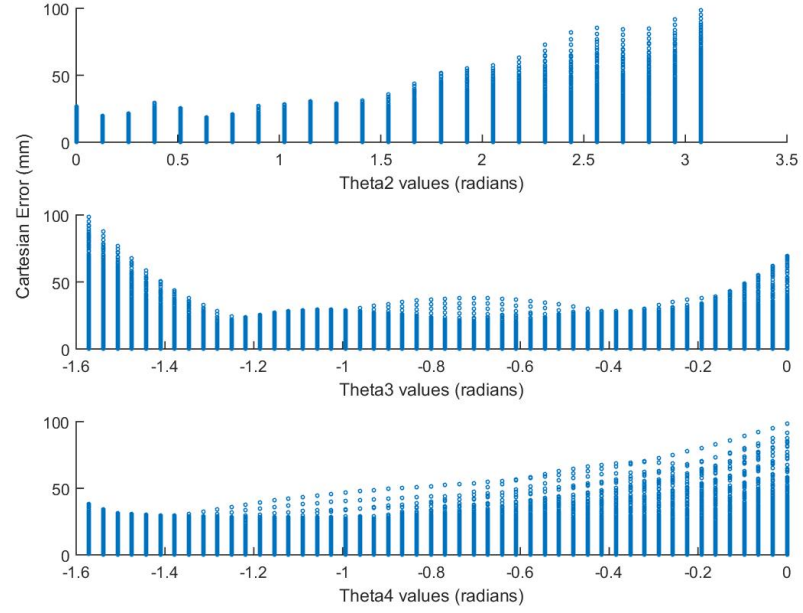 100
50
0
0 0.5 1 1.5 2 2.5 3 3.5
Theta2 values (radians)
Cartesian Error (mm)
100
50
0
-1.6 -1.4 -1.2 -1 -0.8 -0.6 -0.4 -0.2 0
Theta3 values (radians)
100
50
0
-1.6 -1.4 -1.2 -1 -0.8 -0.6 -0.4 -0.2 0
Theta4 values (radians)